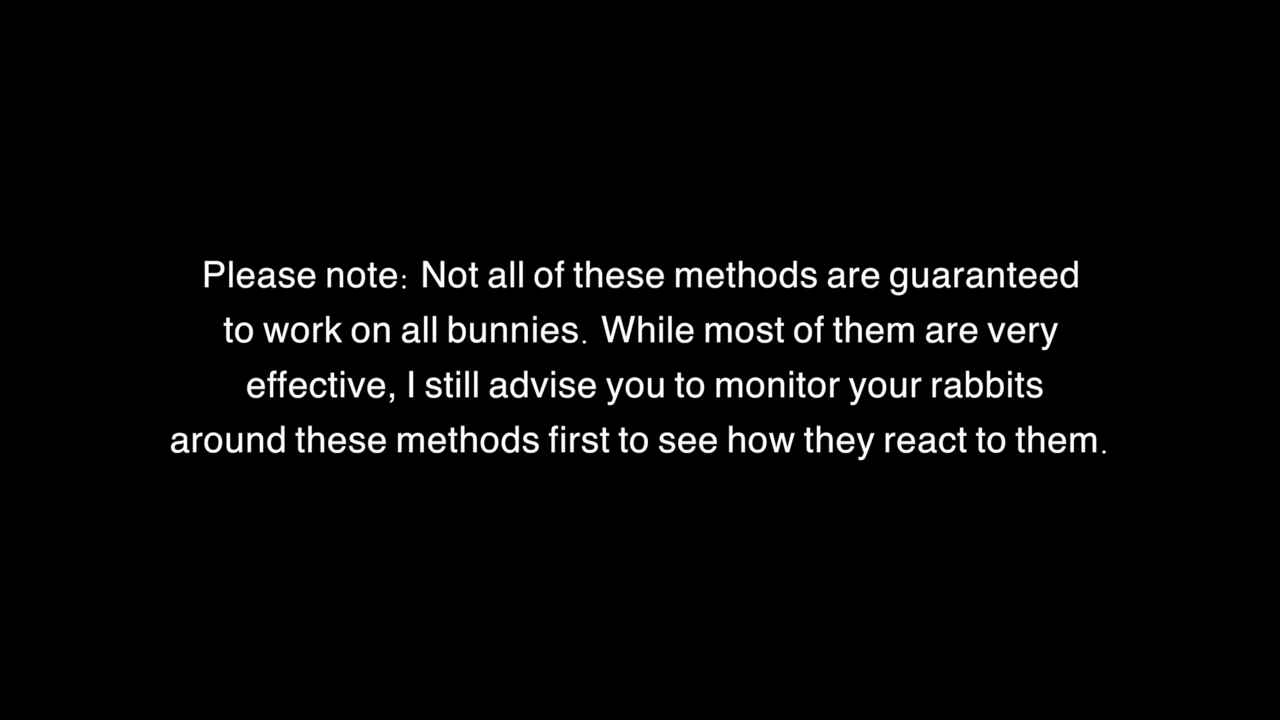 Please note: Not all of these methods are guaranteed
to work on all bunnies. While most of them are very
effective, I still advise you to monitor your rabbits
around these methods first to see how they react to them.